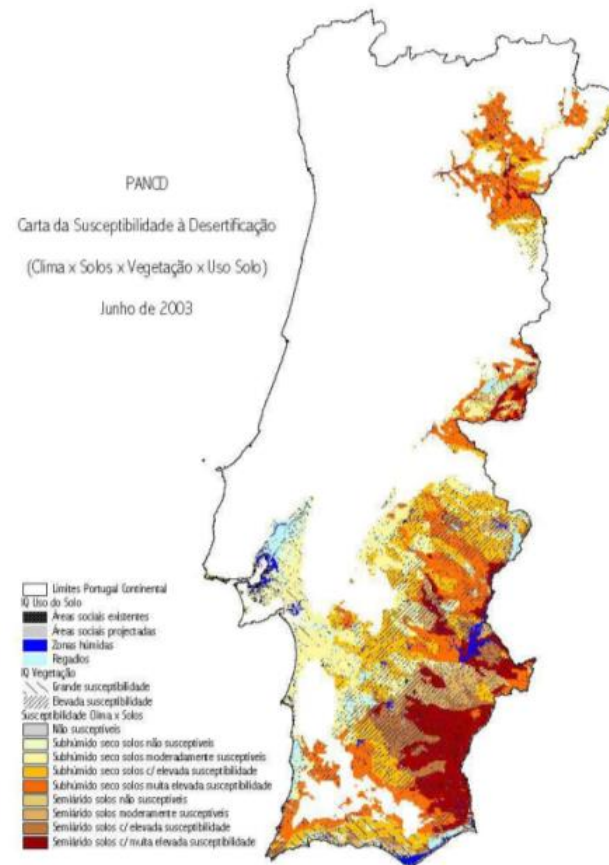 PANCD
Carta da Susceptibilidade à Desertificação
(Clima x Solos x Vegetação x Uso Solo)
Junho de 2003
Limites Portugal Continental
IQ Uso do Solo
Áreas sociais existentes
Áreas sociais projectadas
Zonas húmidas
Regadios
IQ Vegetação
Grande susceptibilidade
Elevada susceptibilidade
Susceptibilidade Clima x Solos
Não susceptíveis
Subhúmido seco solos não susceptíveis
Subhúmido seco solos moderadamente susceptíveis
Subhúmido seco solos c/ elevada susceptibilidade
Subhúmido seco solos muita elevada susceptibilidade
Semiárido solos não susceptíveis
Semiárido solos moderamente susceptíveis
Semiárido solos c/ elevada susceptibilidade
Semiárido solos c/ muita elevada susceptibilidade